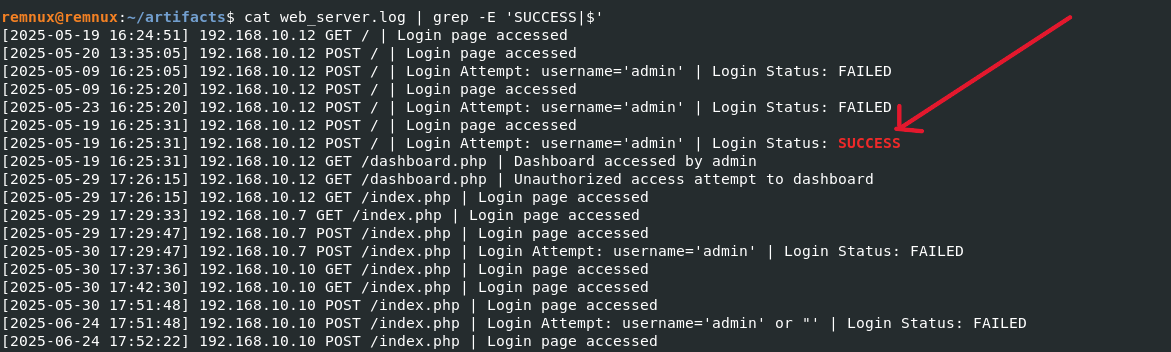 remnux@remnux:~/artifacts$ cat web_server.log | grep -E 'SUCCESS|$'
[2025-05-19 16:24:51] 192.168.10.12 GET / | Login page accessed
[2025-05-20 13:35:05] 192.168.10.12 POST / | Login page accessed
[2025-05-09 16:25:05] 192.168.10.12 POST / | Login Attempt: username='admin' | Login Status: FAILED
[2025-05-09 16:25:20] 192.168.10.12 POST / | Login page accessed
[2025-05-23 16:25:20] 192.168.10.12 POST / | Login Attempt: username='admin' | Login Status: FAILED
[2025-05-19 16:25:31] 192.168.10.12 POST / | Login page accessed
[2025-05-19 16:25:31] 192.168.10.12 POST / | Login Attempt: username='admin' | Login Status: SUCCESS
[2025-05-19 16:25:31] 192.168.10.12 GET /dashboard.php | Dashboard accessed by admin
[2025-05-29 17:26:15] 192.168.10.12 GET /dashboard.php | Unauthorized access attempt to dashboard
[2025-05-29 17:26:15] 192.168.10.12 GET /index.php | Login page accessed
[2025-05-29 17:29:33] 192.168.10.7 GET /index.php | Login page accessed
[2025-05-29 17:29:47] 192.168.10.7 POST /index.php | Login page accessed
[2025-05-30 17:29:47] 192.168.10.7 POST /index.php | Login Attempt: username='admin' | Login Status: FAILED
[2025-05-30 17:37:36] 192.168.10.10 GET /index.php | Login page accessed
[2025-05-30 17:42:30] 192.168.10.10 GET /index.php | Login page accessed
[2025-05-30 17:51:48] 192.168.10.10 POST /index.php | Login page accessed
[2025-06-24 17:51:48] 192.168.10.10 POST /index.php | Login Attempt: username='admin' or "' | Login Status: FAILED
[2025-06-24 17:52:22] 192.168.10.10 POST /index.php | Login page accessed